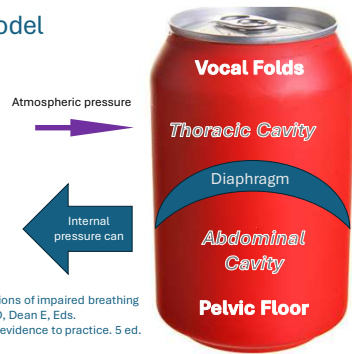 odel
Vocal Folds
Atmospheric pressure
Thoracic Cavity
Diaphragm
Internal
pressure can
Abdominal
Cavity
Pelvic Floor
ions of impaired breathing
, Dean E, Eds.
evidence to practice. 5 ed.